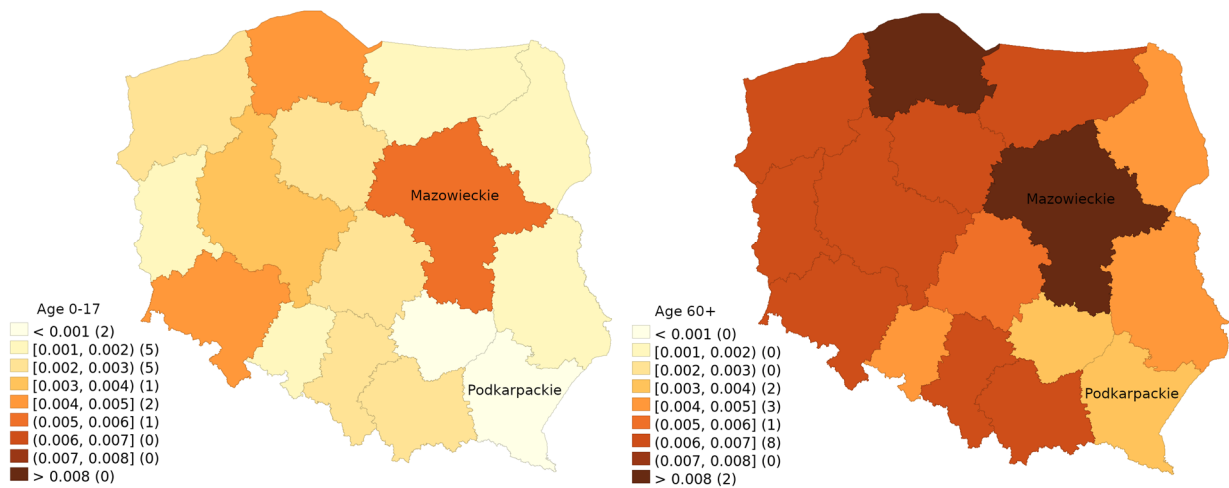 Mazowieckie
Podkarpackie
Age 0-17
< 0.001 (2)
[0.001, 0.002) (5)
[0.002, 0.003) (5)
[0.003, 0.004) (1)
[0.004, 0.005] (2)
(0.005, 0.006] (1)
(0.006, 0.007] (0)
(0.007, 0.008] (0)
> 0.008 (0)
Mazowieckie
Podkarpackie
Age 60+
< 0.001 (0)
[0.001, 0.002) (0)
[0.002, 0.003) (0)
[0.003, 0.004) (2)
[0.004, 0.005] (3)
(0.005, 0.006] (1)
(0.006, 0.007] (8)
(0.007, 0.008] (0)
> 0.008 (2)